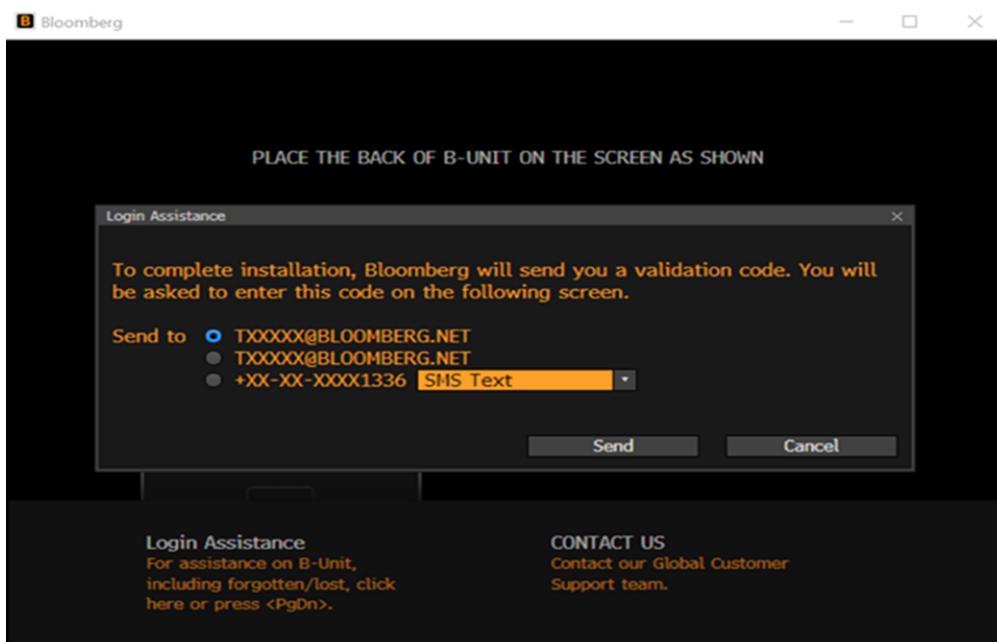 B Bloomberg
PLACE THE BACK OF B-UNIT ON THE SCREEN AS SHOWN
Login Assistance
To complete installation, Bloomberg will send you a validation code. You will
be asked to enter this code on the following screen.
Send to TXXXXX@BLOOMBERG.NET
TXXXXX@BLOOMBERG.NET
+XX-XX-XXXX1336 SMS Text
Send Cancel
Login Assistance
For assistance on B-Unit,
including forgotten/lost, click
here or press <PgDn>.
CONTACT US
Contact our Global Customer
Support team.